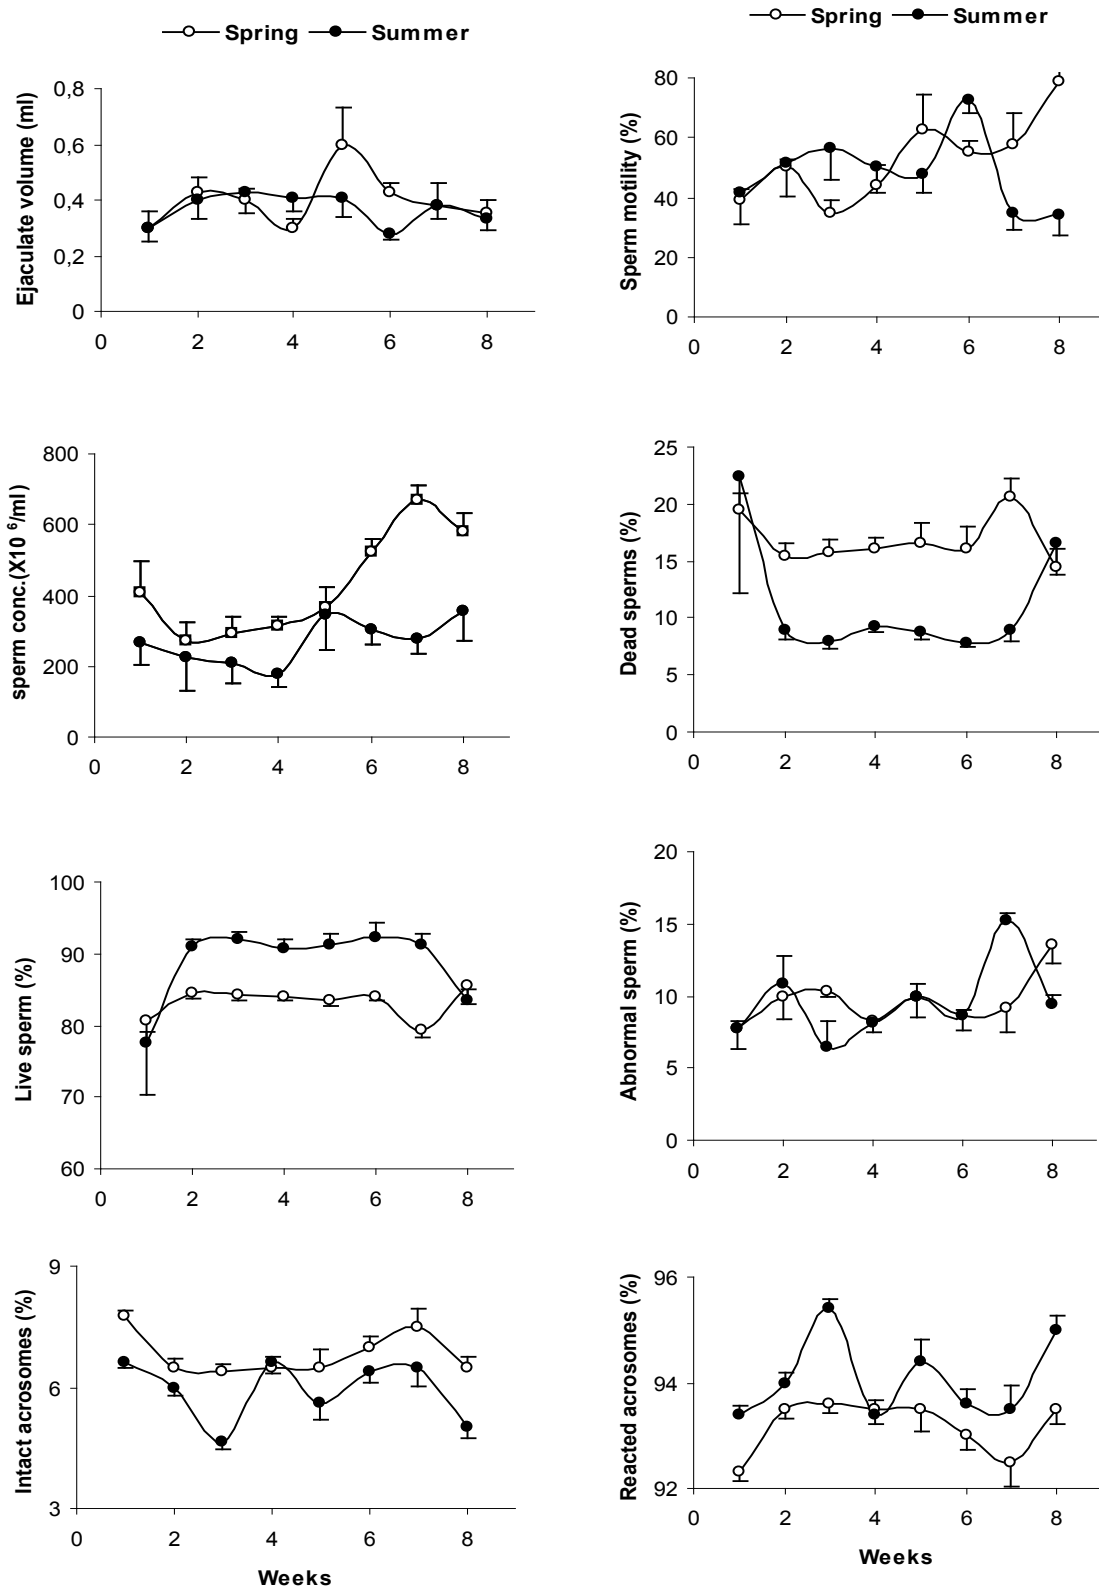 Spring Summer
Ejaculate volume (ml)
0,8
0,6
0,4
0,2
0
0 2 4 6 8
Spring Summer
Sperm motility (%)
80
60
40
20
0
0 2 4 6 8
sperm conc.(X10 6/ml)
800
600
400
200
0
0 2 4 6 8
Dead sperms (%)
25
20
15
10
5
0
0 2 4 6 8
Live sperm (%)
100
90
80
70
60
0 2 4 6 8
Abnormal sperm (%)
20
15
10
5
0
0 2 4 6 8
Intact acrosomes (%)
9
6
3
0 2 4 6 8
Weeks
Reacted acrosomes (%)
96
94
92
0 2 4 6 8
Weeks